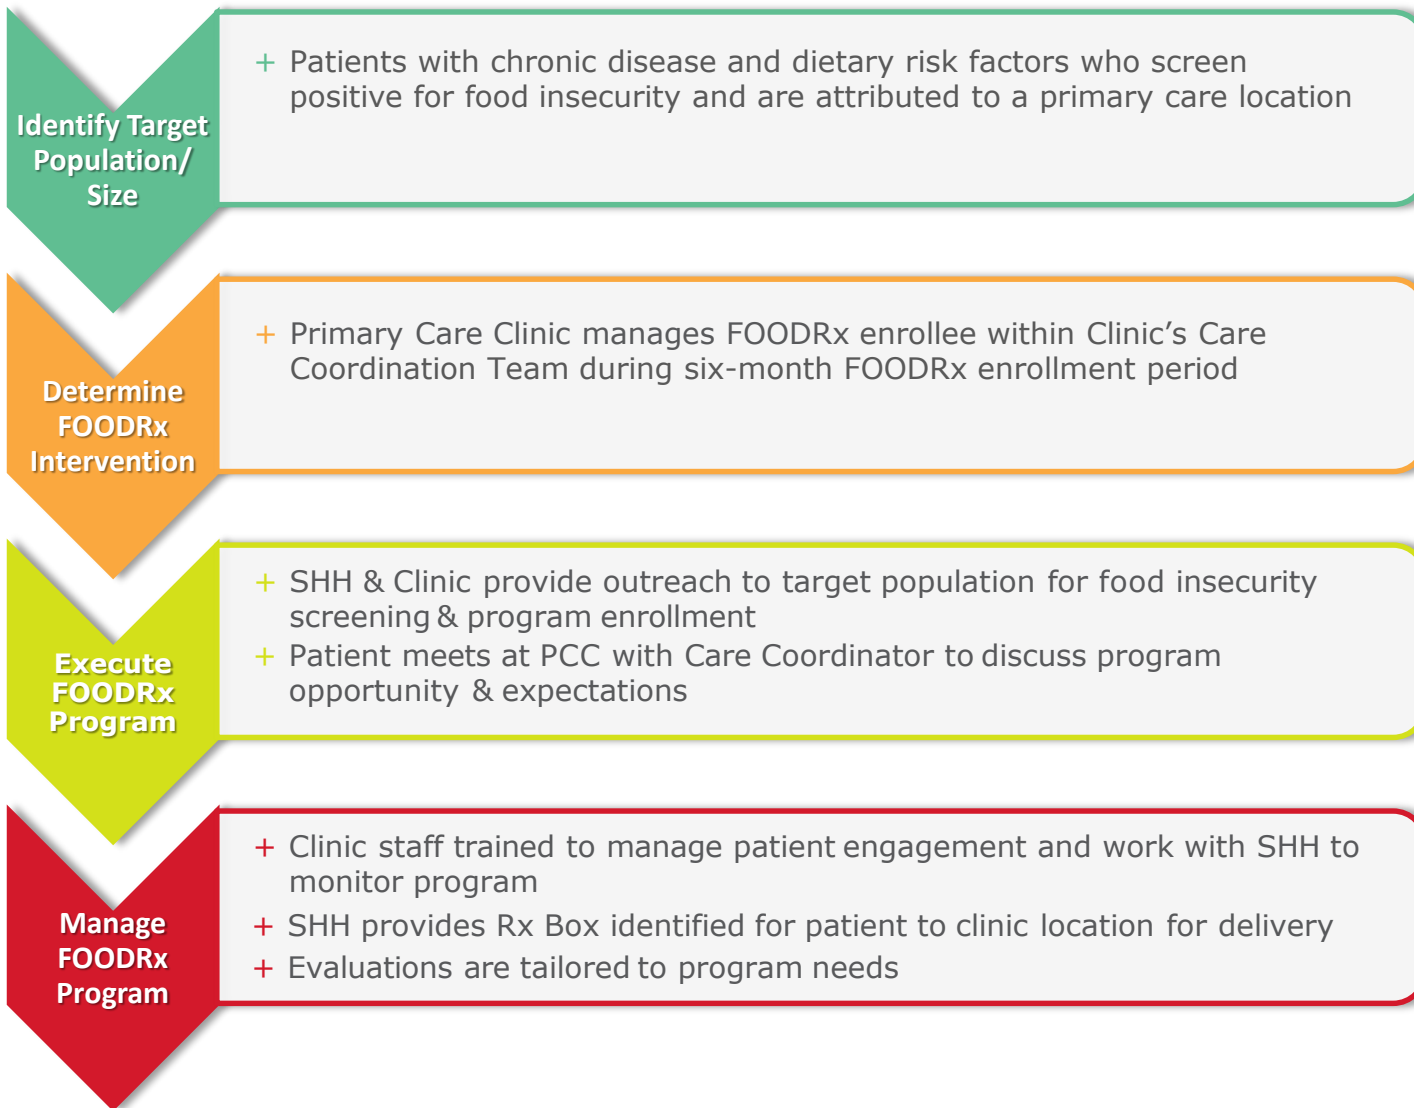 Identify Target
Population/
Size
+ Patients with chronic disease and dietary risk factors who screen
positive for food insecurity and are attributed to a primary care location
Determine
FOODRx
Intervention
+ Primary Care Clinic manages FOODRx enrollee within Clinic’s Care
Coordination Team during six-month FOODRx enrollment period
Execute
FOODRx
Program
+ SHH & Clinic provide outreach to target population for food insecurity
screening & program enrollment
+ Patient meets at PCC with Care Coordinator to discuss program
opportunity & expectations
Manage
FOODRx
Program
+ Clinic staff trained to manage patient engagement and work with SHH to
monitor program
+ SHH provides Rx Box identified for patient to clinic location for delivery
+ Evaluations are tailored to program needs